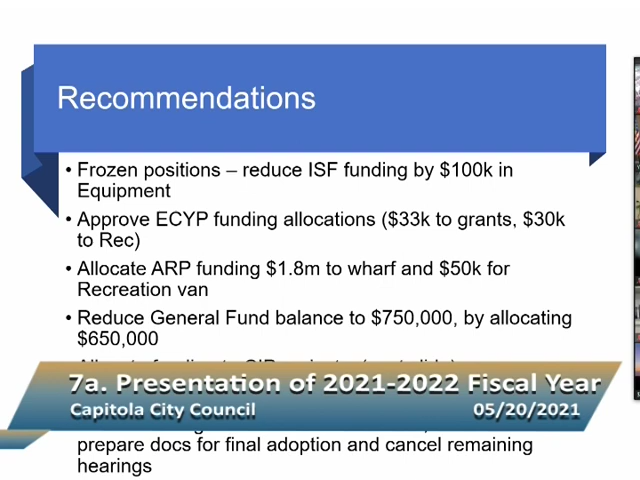 Recommendations
• Frozen positions – reduce ISF funding by $100k in
Equipment
• Approve ECYP funding allocations ($33k to grants, $30k
to Rec)
• Allocate ARP funding $1.8m to wharf and $50k for
Recreation van
• Reduce General Fund balance to $750,000, by allocating
$650,000
7a. Presentation of 2021-2022 Fiscal Year
Capitola City Council 05/20/2021
prepare docs for final adoption and cancel remaining
hearings